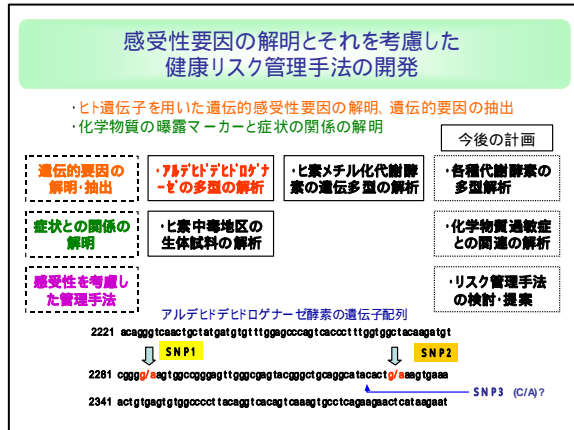 感受性要因の解明とそれを考慮した
健康リスク管理手法の開発
・ヒト遺伝子を用いた遺伝的感受性要因の解明、遺伝的要因の抽出
・化学物質の曝露マーカーと症状の関係の解明
今後の計画
遺伝的要因の
解明・抽出
・アルデヒドデヒドロゲナ
ーゼの多型の解析
・ヒ素メチル化代謝酵
素の遺伝多型の解析
・各種代謝酵素の
多型解析
症状との関係の
解明
・ヒ素中毒地区の
生体試料の解析
・化学物質過敏症
との関連の解析
感受性を考慮し
た管理手法
・リスク管理手法
の検討・提案
アルデヒドデヒドロゲナーゼ酵素の遺伝子配列
2221 acagggtcaactgctatgatgtgtttggagcccagtcaccctttggtggctacaagatgt
SNP1
SNP2
2281 cggggg/aagtggccgggagttgggcgagtacgggctgcaggcatacactg/aaagtgaaa
SNP3 (C/A)?
2341 actgtgagtgtggccccttacaggtcacagtcaaagtgcctcagaagaactcataagaat